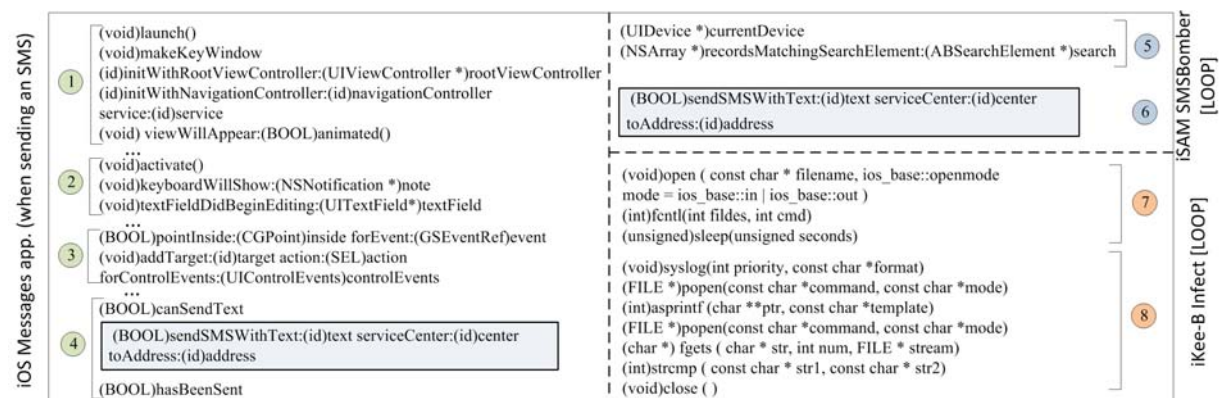 iOS Messages app. (when sending an SMS)
1
(void)launch()
(void)makeKeyWindow
(id)initWithRootViewController:(UIViewController *)rootViewController
(id)initWithNavigationController:(id)navigationController
service:(id)service
(void) viewWillAppear:(BOOL)animated()
...
2
(void)activate()
(void)keyboardWillShow:(NSNotification *)note
(void)textFieldDidBeginEditing:(UITextField*)textField
...
3
(BOOL)pointInside:(CGPoint)inside forEvent:(GSEventRef)event
(void)addTarget:(id)target action:(SEL)action
forControlEvents:(UIControlEvents)controlEvents
...
4
(BOOL)canSendText
(BOOL)sendSMSWithText:(id)text serviceCenter:(id)center
toAddress:(id)address
(BOOL)hasBeenSent
(UIDevice *)currentDevice
(NSArray *)recordsMatchingSearchElement:(ABSearchElement *)search
5
(BOOL)sendSMSWithText:(id)text serviceCenter:(id)center
toAddress:(id)address
6
iSAM SMSBomber
[LOOP]
(void)open ( const char * filename, ios_base::openmode
mode = ios_base::in | ios_base::out )
(int)fcntl(int fildes, int cmd)
(unsigned)sleep(unsigned seconds)
7
(void)syslog(int priority, const char *format)
(FILE *)popen(const char *command, const char *mode)
(int)asprintf (char **ptr, const char *template)
(FILE *)popen(const char *command, const char *mode)
(char *) fgets ( char * str, int num, FILE * stream)
(int)strcmp ( const char * str1, const char * str2)
(void)close ( )
8
iKee-B Infect [LOOP]